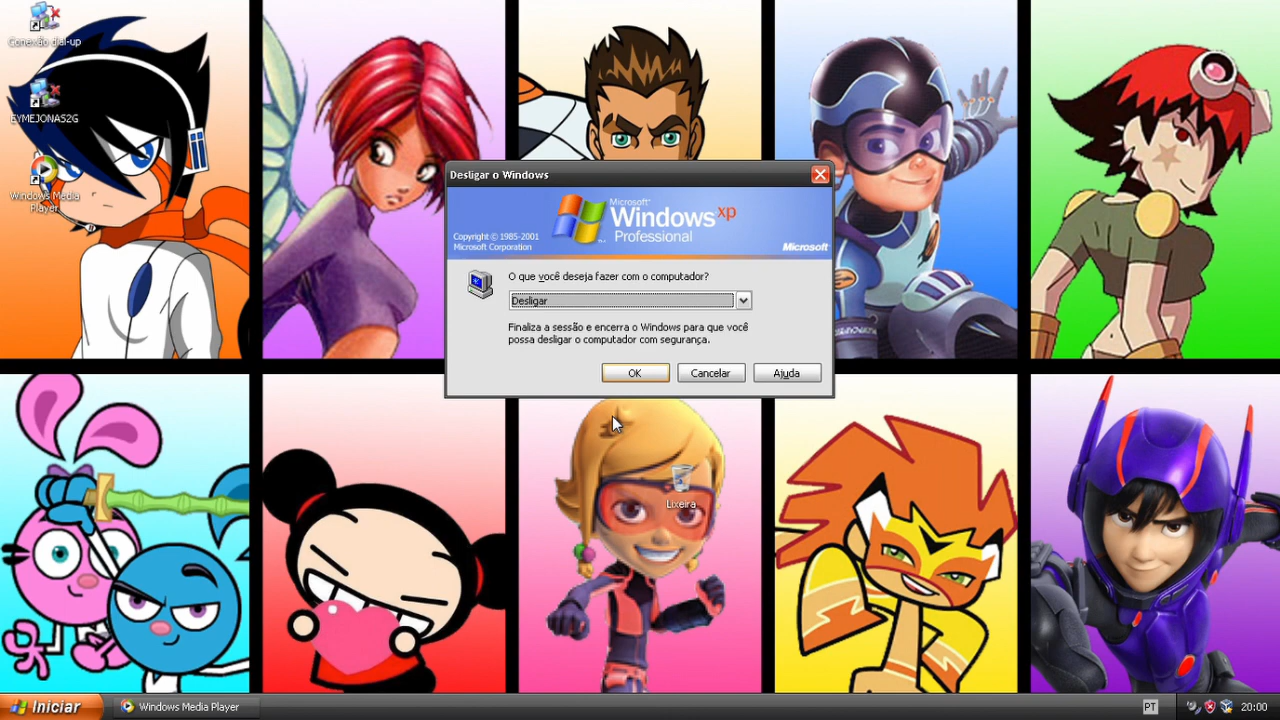 Conexão dial-up
EYMEJONAS2G
Windows Media
Player
Desligar o Windows
Microsoft
Windows xp
Professional
Copyright © 1985-2001
Microsoft Corporation
Microsoft
O que você deseja fazer com o computador?
Desligar
Finaliza a sessão e encerra o Windows para que você
possa desligar o computador com segurança.
OK
Cancelar
Ajuda
Lixeira
Iniciar
Windows Media Player
PT
20:00